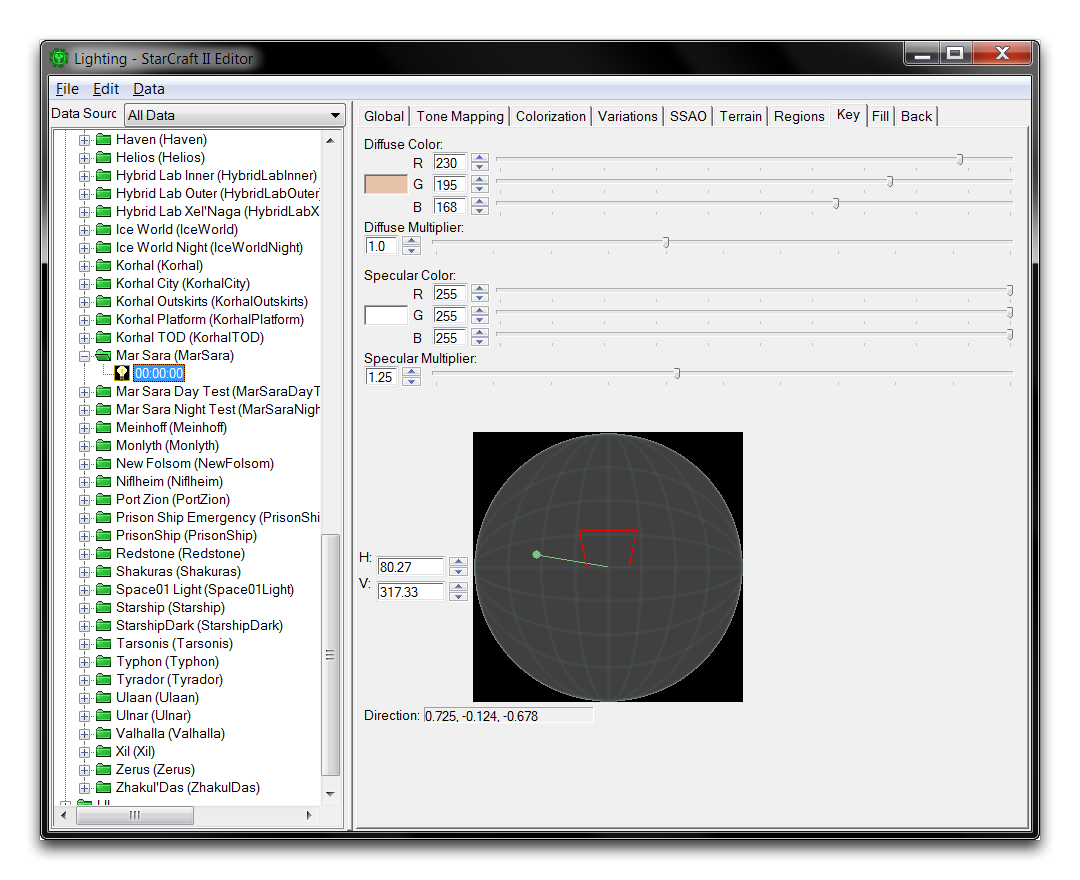 Lighting - StarCraft II Editor
File Edit Data
Data Sourc All Data
Haven (Haven)
Helios (Helios)
Hybrid Lab Inner (HybridLabInner)
Hybrid Lab Outer (HybridLabOuter
Hybrid Lab Xel'Naga (HybridLabX
Ice World (IceWorld)
Ice World Night (IceWorldNight)
Korhal (Korhal)
Korhal City (KorhalCity)
Korhal Outskirts (KorhalOutskirts)
Korhal Platform (KorhalPlatform)
Korhal TOD (KorhalTOD)
Mar Sara (MarSara)
00:00:00
Mar Sara Day Test (MarSaraDayT
Mar Sara Night Test (MarSaraNigh
Meinhoff (Meinhoff)
Monlyth (Monlyth)
New Folsom (NewFolsom)
Niflheim (Niflheim)
Port Zion (PortZion)
Prison Ship Emergency (PrisonShi
PrisonShip (PrisonShip)
Redstone (Redstone)
Shakuras (Shakuras)
Space01 Light (Space01Light)
Starship (Starship)
StarshipDark (StarshipDark)
Tarsonis (Tarsonis)
Typhon (Typhon)
Tyrador (Tyrador)
Ulaan (Ulaan)
Ulnar (Ulnar)
Valhalla (Valhalla)
Xil (Xil)
Zerus (Zerus)
Zhakul'Das (ZhakulDas)
Global Tone Mapping Colorization Variations SSAO Terrain Regions Key Fill Back
Diffuse Color:
R 230
G 195
B 168
Diffuse Multiplier:
1.0
Specular Color:
R 255
G 255
B 255
Specular Multiplier:
1.25
H: 80.27
V: 317.33
Direction: 0.725, -0.124, -0.678